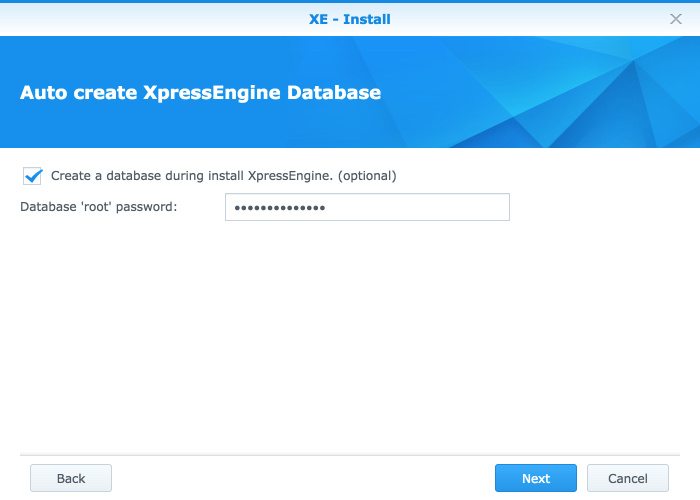 XE - Install
Auto create XpressEngine Database
Create a database during install XpressEngine. (optional)
Database 'root' password: ••••••••••••••
Back Next Cancel